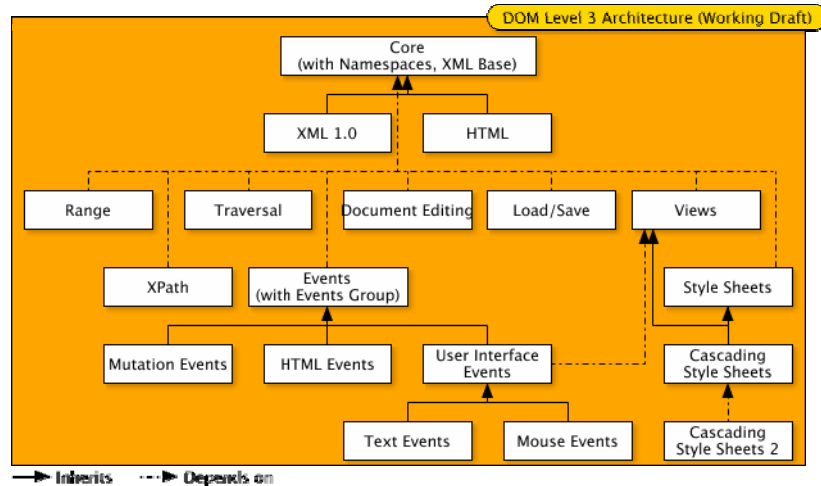 DOM Level 3 Architecture (Working Draft)
Core
(with Namespaces, XML Base)
XML 1.0
HTML
Range
Traversal
Document Editing
Load/Save
Views
XPath
Events
(with Events Group)
Style Sheets
Mutation Events
HTML Events
User Interface
Events
Cascading
Style Sheets
Text Events
Mouse Events
Cascading
Style Sheets 2
Inherits
Depends on